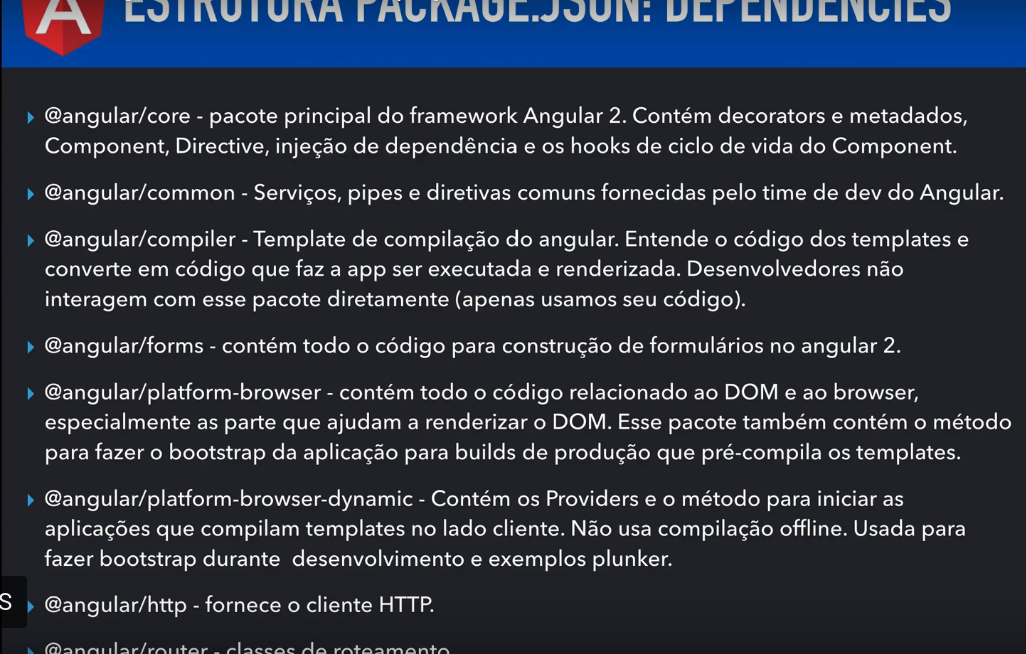 ESTRUTURA PACKAGE.JSON: DEPENDENCIES
@angular/core - pacote principal do framework Angular 2. Contém decorators e metadados,
Component, Directive, injeção de dependência e os hooks de ciclo de vida do Component.
@angular/common - Serviços, pipes e diretivas comuns fornecidas pelo time de dev do Angular.
@angular/compiler - Template de compilação do angular. Entende o código dos templates e
converte em código que faz a app ser executada e renderizada. Desenvolvedores não
interagem com esse pacote diretamente (apenas usamos seu código).
@angular/forms - contém todo o código para construção de formulários no angular 2.
@angular/platform-browser - contém todo o código relacionado ao DOM e ao browser,
especialmente as parte que ajudam a renderizar o DOM. Esse pacote também contém o método
para fazer o bootstrap da aplicação para builds de produção que pré-compila os templates.
@angular/platform-browser-dynamic - Contém os Providers e o método para iniciar as
aplicações que compilam templates no lado cliente. Não usa compilação offline. Usada para
fazer bootstrap durante  desenvolvimento e exemplos plunker.
S
@angular/http - fornece o cliente HTTP.
@angular/router - classes de roteamento